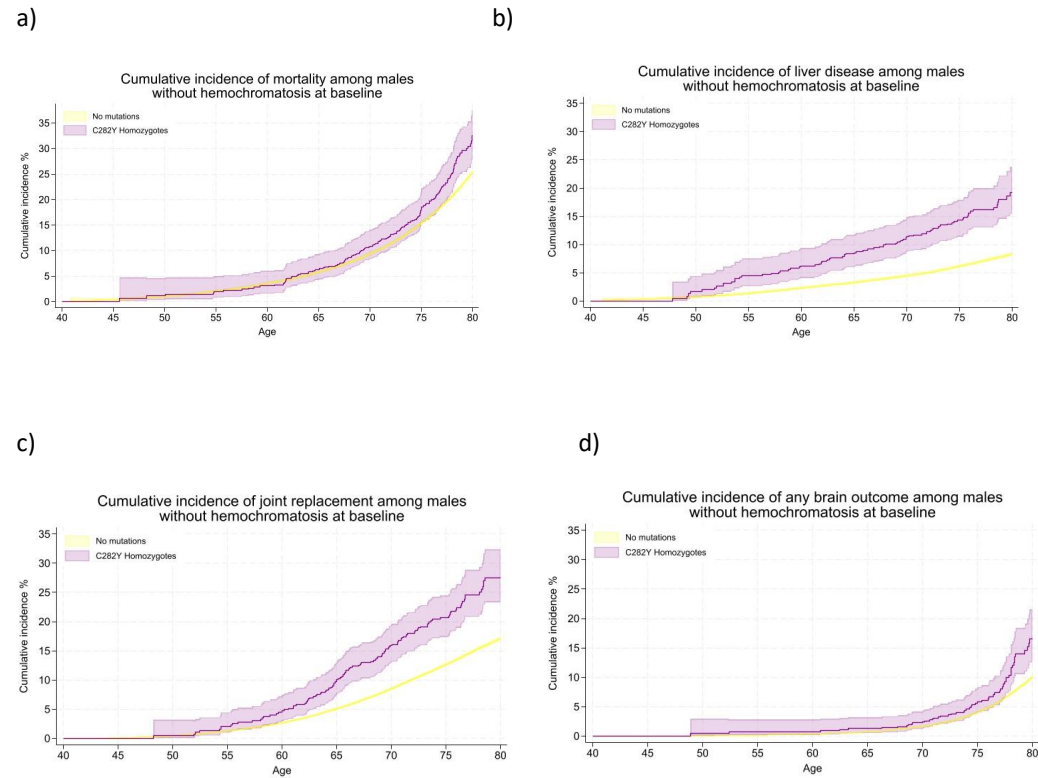 a)
Cumulative incidence of mortality among males
without hemochromatosis at baseline
No mutations
C282Y Homozygotes
Cumulative incidence %
35
30
25
20
15
10
5
0
40 45 50 55 60 65 70 75 80
Age
b)
Cumulative incidence of liver disease among males
without hemochromatosis at baseline
No mutations
C282Y Homozygotes
Cumulative incidence %
35
30
25
20
15
10
5
0
40 45 50 55 60 65 70 75 80
Age
c)
Cumulative incidence of joint replacement among males
without hemochromatosis at baseline
No mutations
C282Y Homozygotes
Cumulative incidence %
35
30
25
20
15
10
5
0
40 45 50 55 60 65 70 75 80
Age
d)
Cumulative incidence of any brain outcome among males
without hemochromatosis at baseline
No mutations
C282Y Homozygotes
Cumulative incidence %
35
30
25
20
15
10
5
0
40 45 50 55 60 65 70 75 80
Age